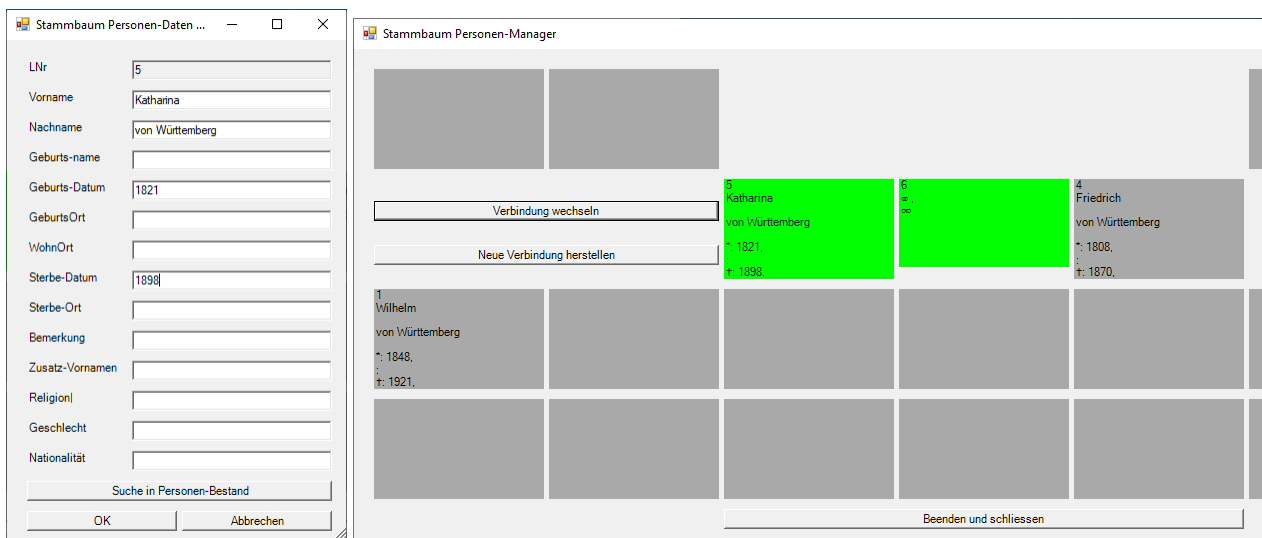 Stammbaum Personen-Daten ...
LNr 5
Vorname Katharina
Nachname von Württemberg
Geburts-name
Geburts-Datum 1821
GeburtsOrt
WohnOrt
Sterbe-Datum 1898
Sterbe-Ort
Bemerkung
Zusatz-Vornamen
Religion|
Geschlecht
Nationalität
Suche in Personen-Bestand
OK Abbrechen
Stammbaum Personen-Manager
Verbindung wechseln
Neue Verbindung herstellen
5
Katharina
von Württemberg
*: 1821,
:
†: 1898,
6
⚭ ,
⚮
4
Friedrich
von Württemberg
*: 1808,
:
†: 1870,
1
Wilhelm
von Württemberg
*: 1848,
:
†: 1921,
Beenden und schliessen